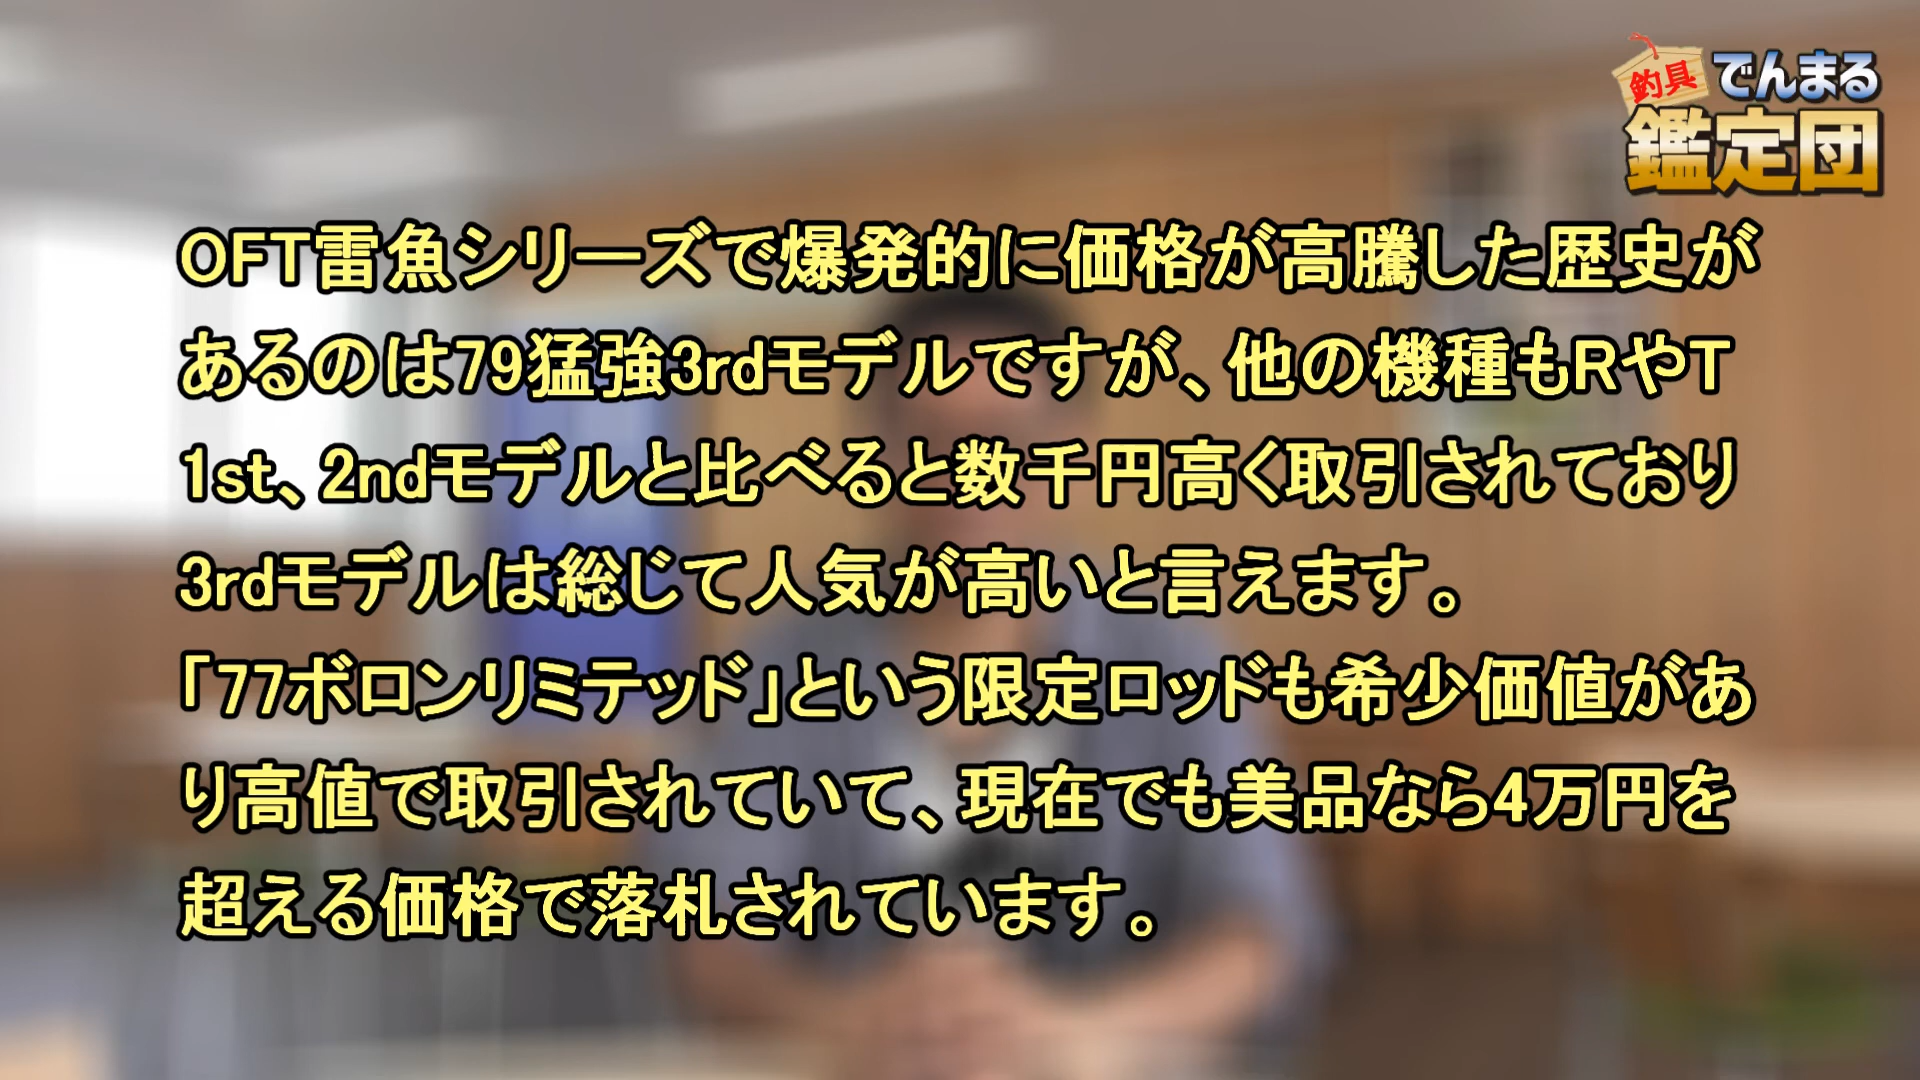 釣具
でんまる
鑑定団
OFT雷魚シリーズで爆発的に価格が高騰した歴史が
あるのは79猛強3rdモデルですが、他の機種もRやT
1st、2ndモデルと比べると数千円高く取引されており
3rdモデルは総じて人気が高いと言えます。
「77ボロンリミテッド」という限定ロッドも希少価値があ
り高値で取引されていて、現在でも美品なら4万円を
超える価格で落札されています。